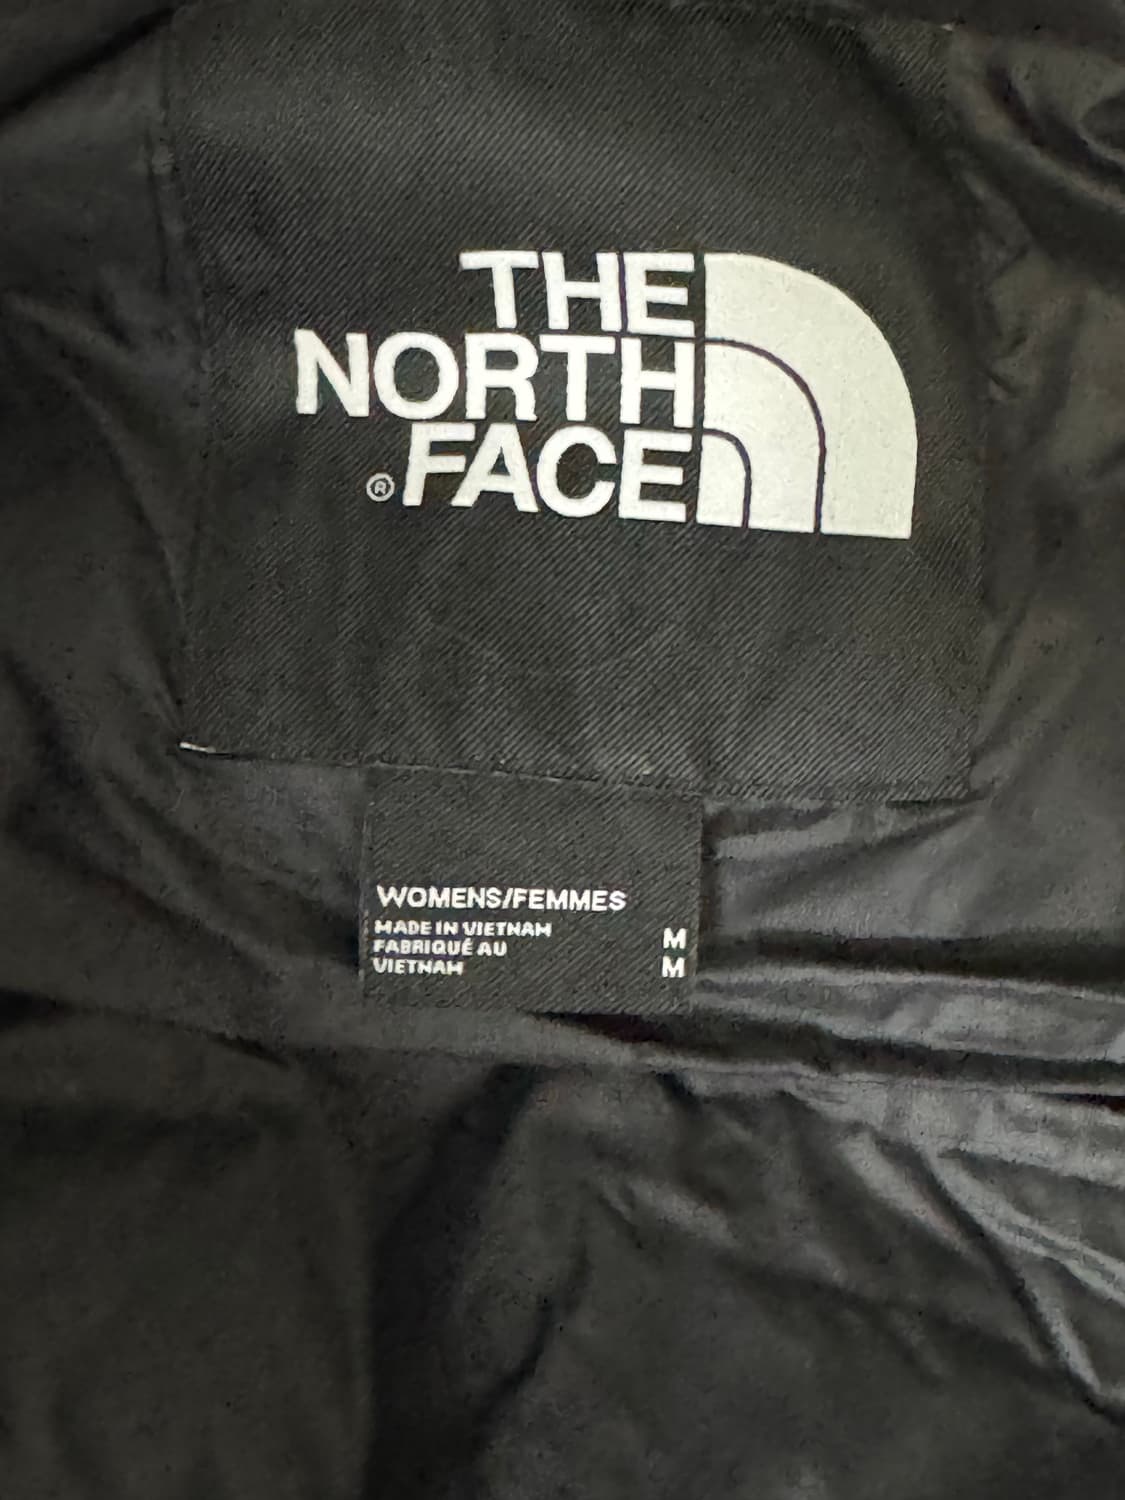 THE
NORTH
® FACE
WOMENS/FEMMES
MADE IN VIETNAM M
FABRIQUÉ AU
VIETNAM M